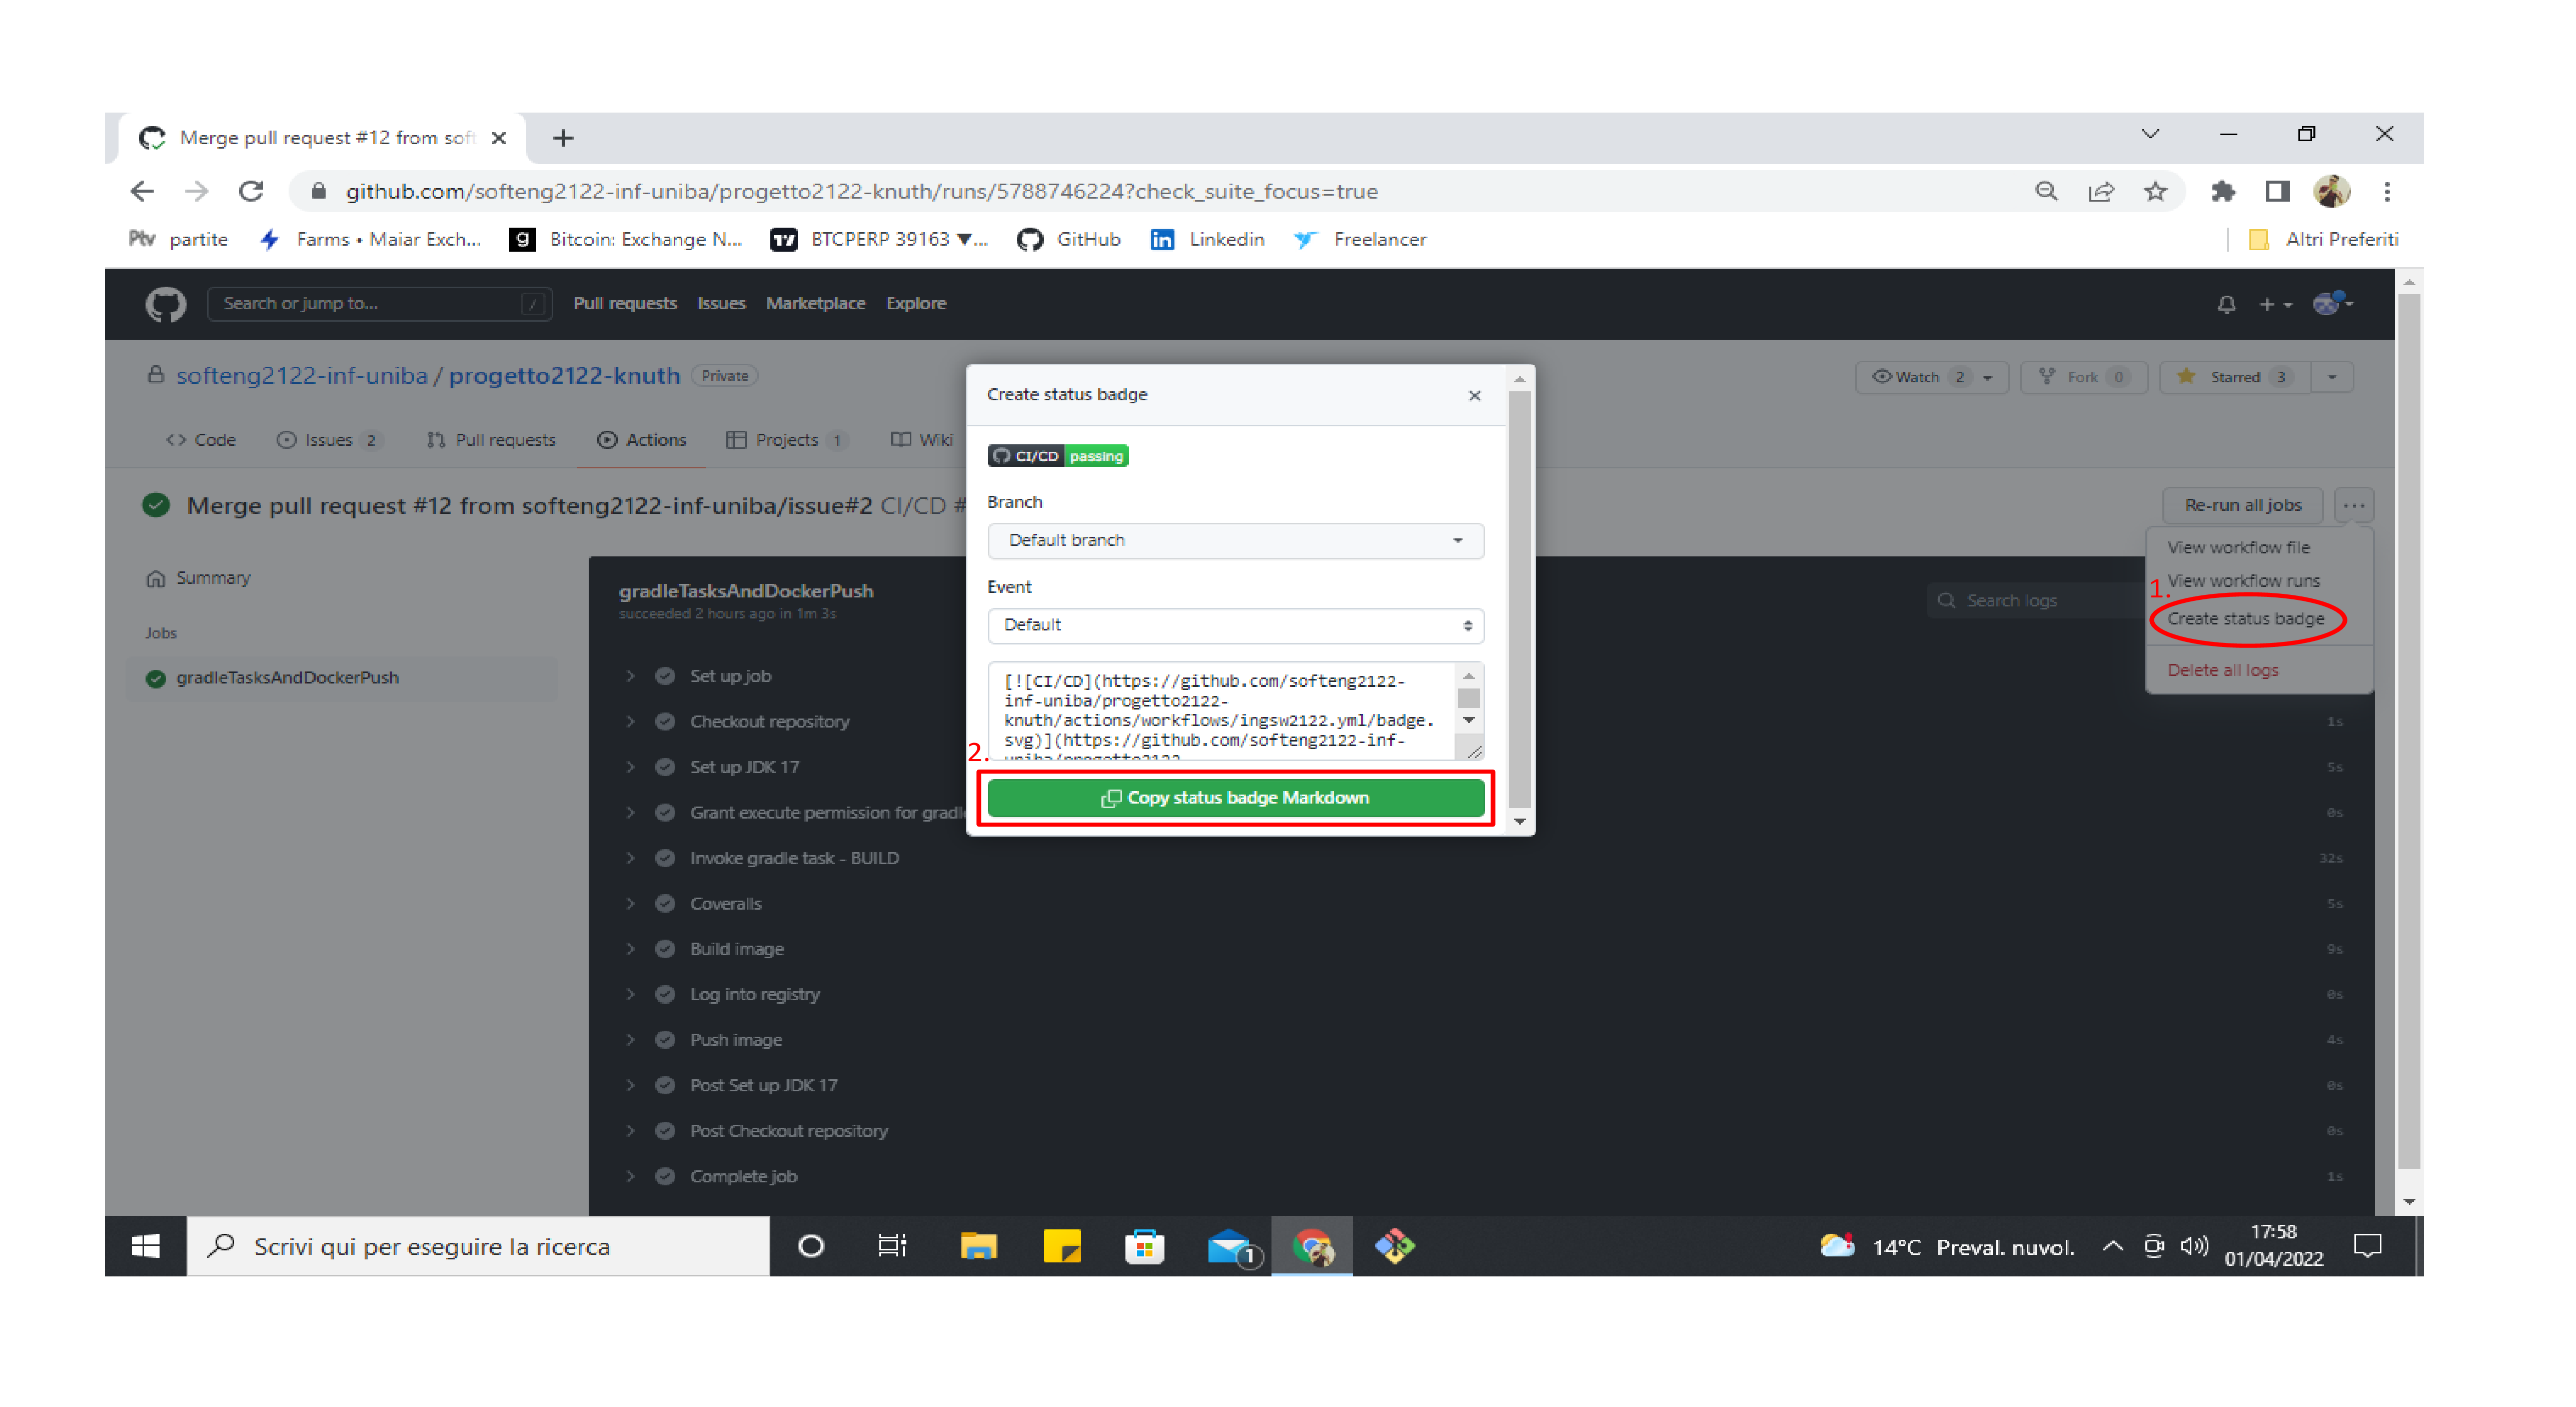 Merge pull request #12 from soft
github.com/softeng2122-inf-uniba/progetto2122-knuth/runs/5788746224?check_suite_focus=true
Ptv partite Farms • Maiar Exch... g Bitcoin: Exchange N... BTCPERP 39163 ▼... GitHub in Linkedin Freelancer Altri Preferiti
Search or jump to... / Pull requests Issues Marketplace Explore
softeng2122-inf-uniba / progetto2122-knuth Private
Watch 2 Fork 0 Starred 3
<> Code Issues 2 Pull requests Actions Projects 1 Wiki
Merge pull request #12 from softeng2122-inf-uniba/issue#2 CI/CD #
Re-run all jobs ...
View workflow file
View workflow runs
1.
Create status badge
Delete all logs
Summary
Jobs
gradleTasksAndDockerPush
gradleTasksAndDockerPush
succeeded 2 hours ago in 1m 3s
Search logs
Set up job
Checkout repository 1s
Set up JDK 17 5s
Grant execute permission for gradl 0s
Invoke gradle task - BUILD 32s
Coveralls 5s
Build image 9s
Log into registry 0s
Push image 4s
Post Set up JDK 17 0s
Post Checkout repository 0s
Complete job 1s
Create status badge
CI/CD passing
Branch
Default branch
Event
Default
[![CI/CD](https://github.com/softeng2122-
inf-uniba/progetto2122-
knuth/actions/workflows/ingsw2122.yml/badge.
svg)](https://github.com/softeng2122-inf-
uniba/progetto2122-
2.
Copy status badge Markdown
Scrivi qui per eseguire la ricerca
1
14°C Preval. nuvol.
17:58
01/04/2022